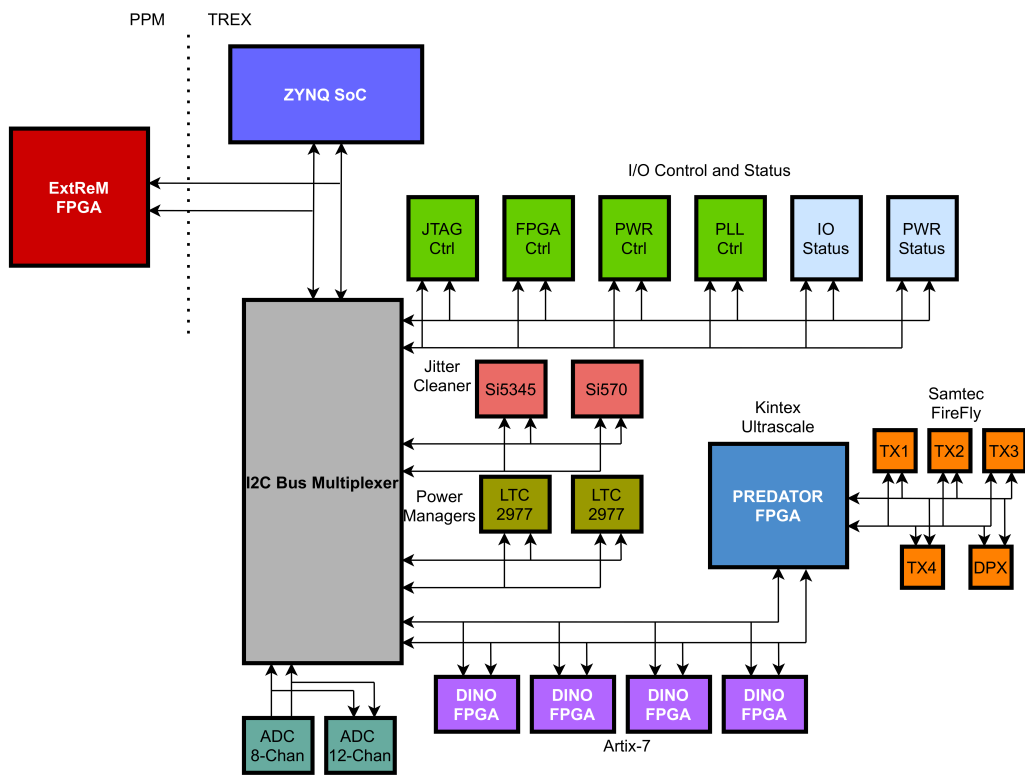 PPM
TREX
ZYNQ SoC
ExtReM
FPGA
I/O Control and Status
JTAG
Ctrl
FPGA
Ctrl
PWR
Ctrl
PLL
Ctrl
IO
Status
PWR
Status
Jitter
Cleaner
Si5345
Si570
I2C Bus Multiplexer
Power
Managers
LTC
2977
LTC
2977
Kintex
Ultrascale
PREDATOR
FPGA
Samtec
FireFly
TX1
TX2
TX3
TX4
DPX
DINO
FPGA
DINO
FPGA
DINO
FPGA
DINO
FPGA
Artix-7
ADC
8-Chan
ADC
12-Chan